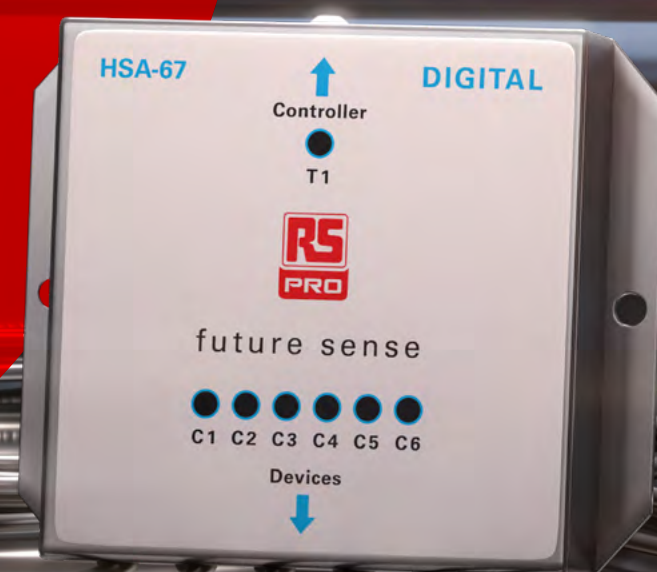 HSA-67
DIGITAL
Controller
T1
RS
PRO
future sense
C1 C2 C3 C4 C5 C6
Devices